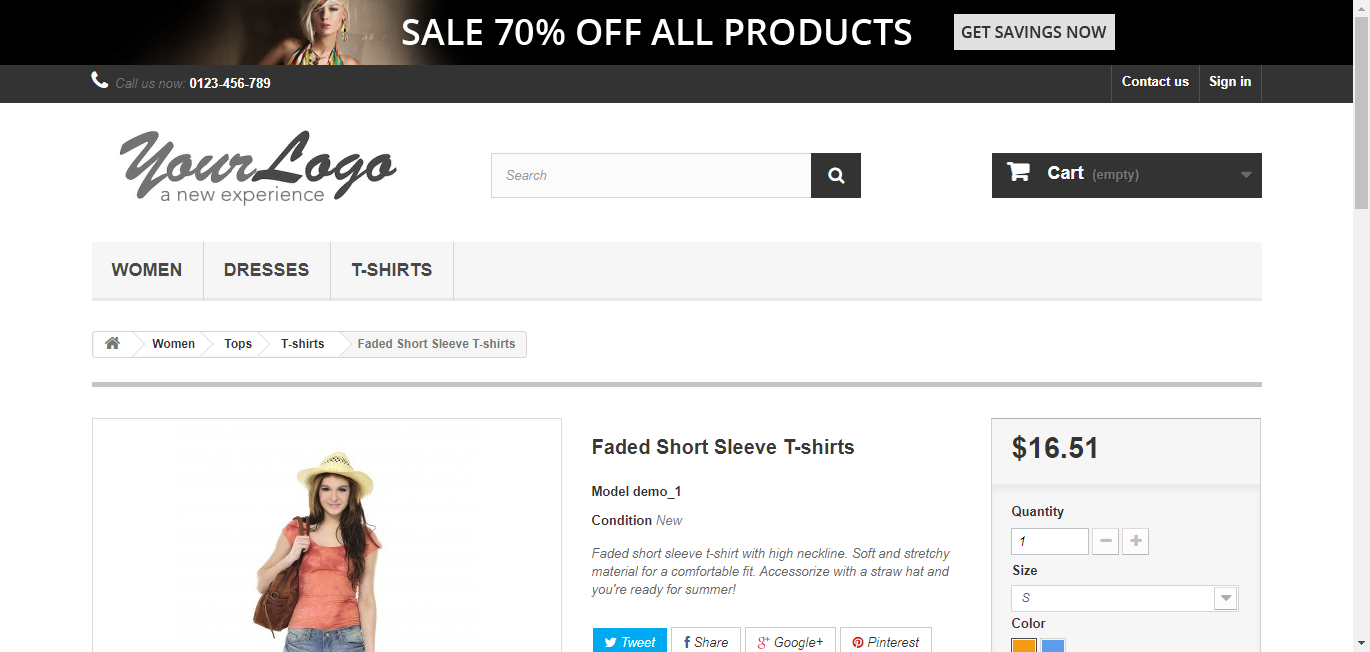 SALE 70% OFF ALL PRODUCTS
GET SAVINGS NOW
Call us now: 0123-456-789
Contact us
Sign in
YourLogo
a new experience
Search
Cart (empty)
WOMEN
DRESSES
T-SHIRTS
Women
Tops
T-shirts
Faded Short Sleeve T-shirts
Faded Short Sleeve T-shirts
Model demo_1
Condition New
Faded short sleeve t-shirt with high neckline. Soft and stretchy
material for a comfortable fit. Accessorize with a straw hat and
you're ready for summer!
Tweet
Share
Google+
Pinterest
$16.51
Quantity
1
Size
S
Color